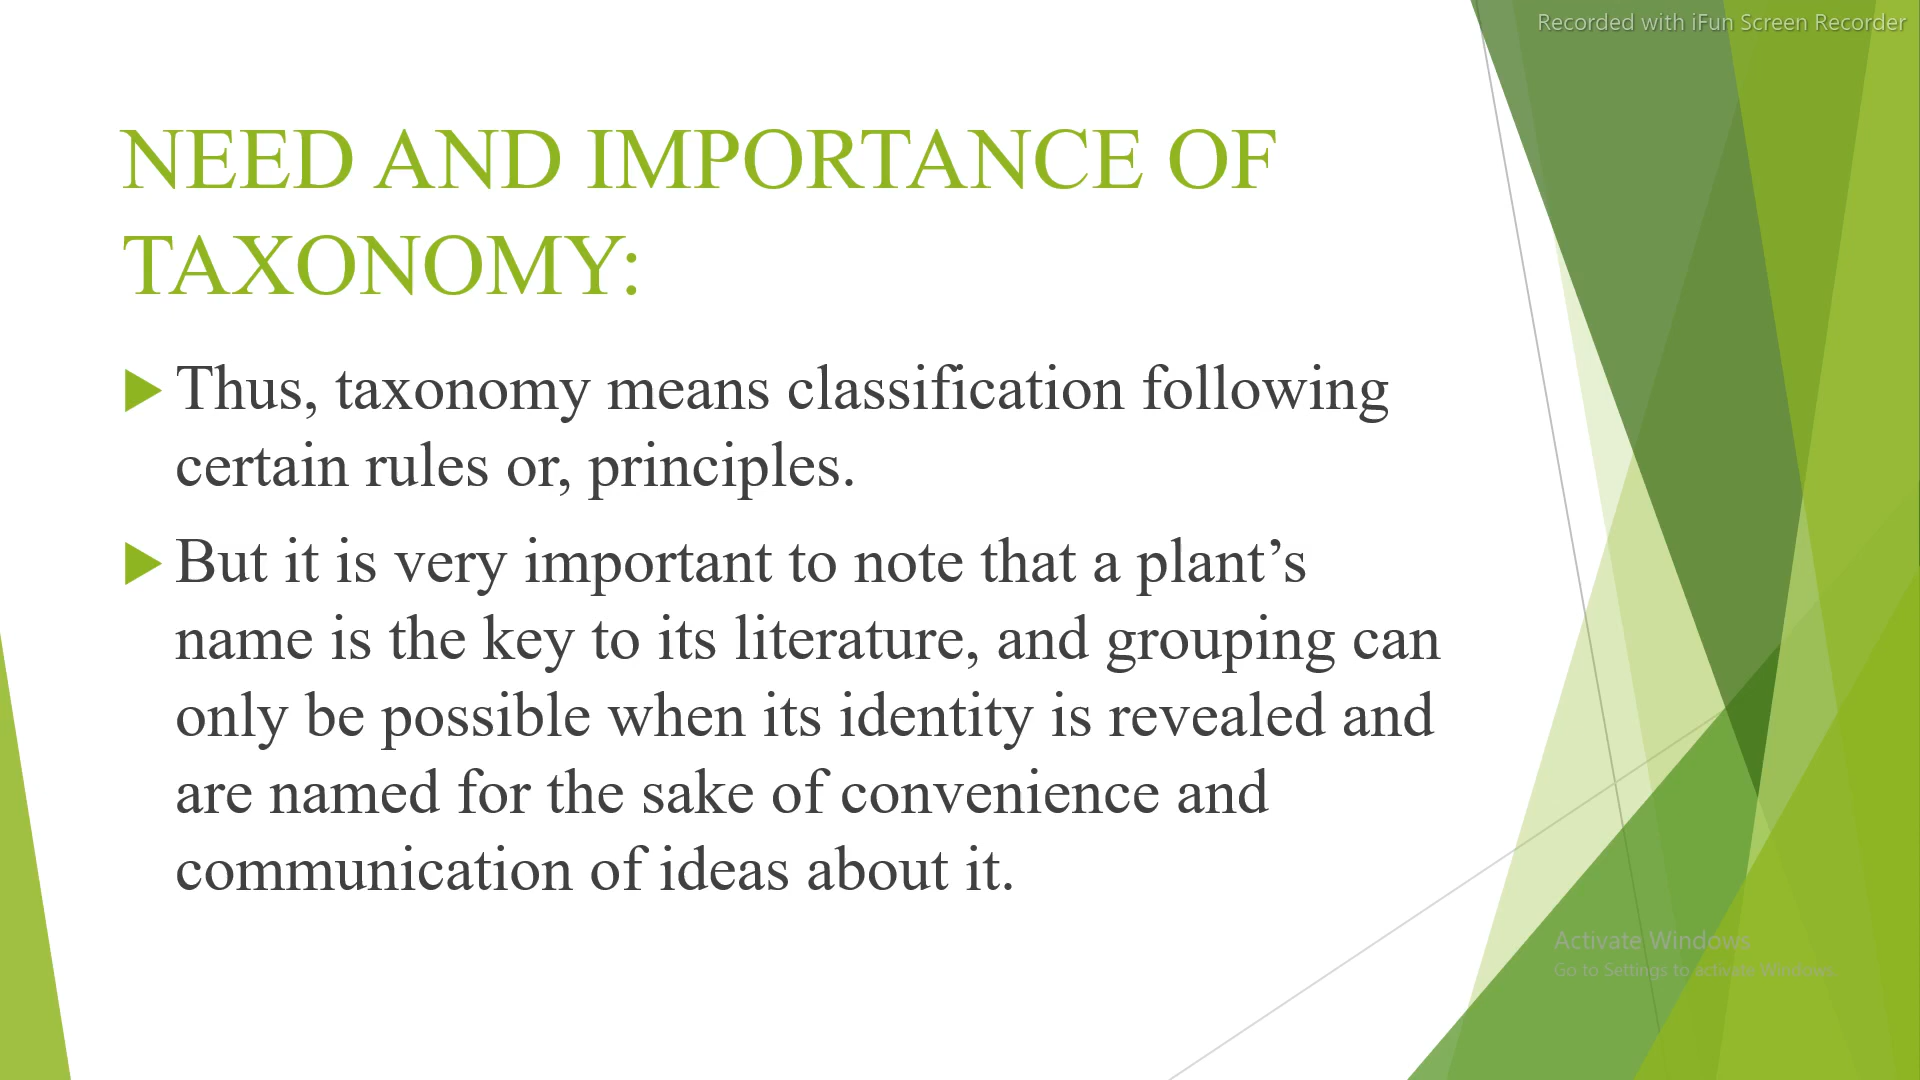 Recorded with iFun Screen Recorder
NEED AND IMPORTANCE OF
TAXONOMY:
Thus, taxonomy means classification following
certain rules or, principles.
But it is very important to note that a plant’s
name is the key to its literature, and grouping can
only be possible when its identity is revealed and
are named for the sake of convenience and
communication of ideas about it.
Activate Windows
Go to Settings to activate Windows.